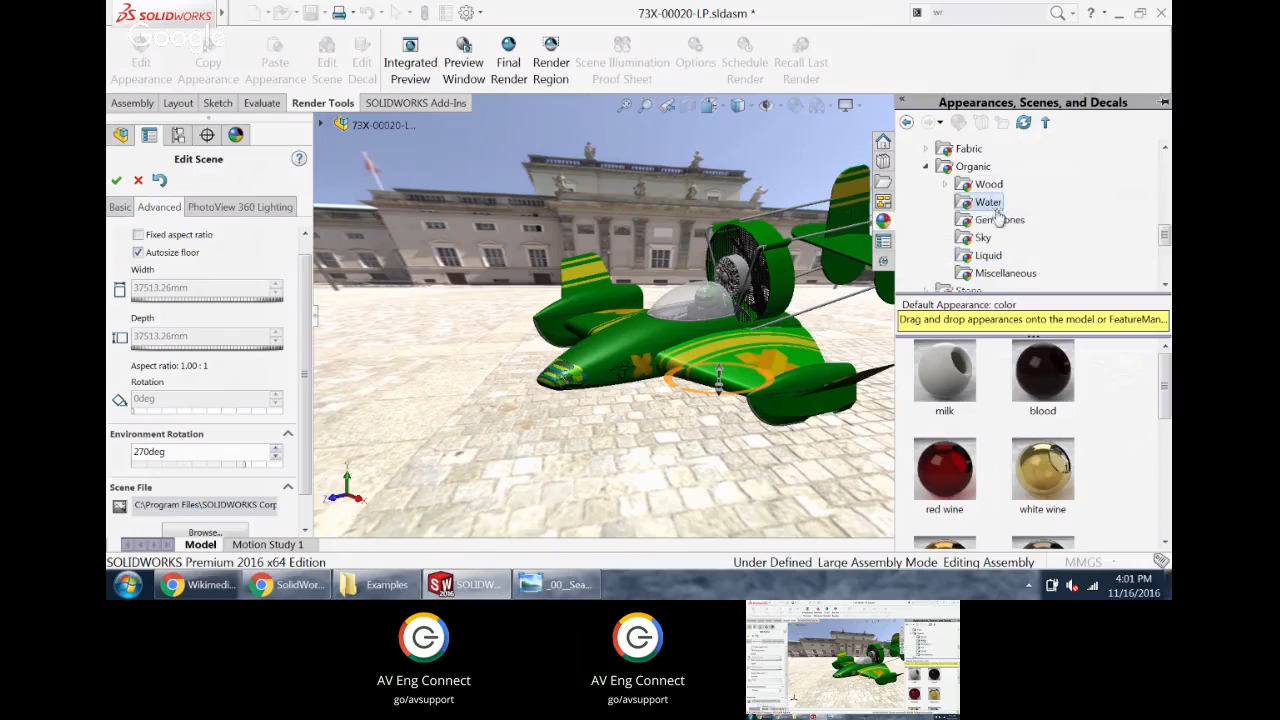 SOLIDWORKS
73X-00020-LP.sldasm *
wr
Google
Edit Appearance
Copy Appearance
Paste Appearance
Edit Scene
Edit Decal
Integrated Preview
Preview Window
Final Render
Render Region
Scene Illumination Proof Sheet
Options
Schedule Render
Recall Last Render
Assembly
Layout
Sketch
Evaluate
Render Tools
SOLIDWORKS Add-Ins
Appearances, Scenes, and Decals
73X-00020-L...
Edit Scene
Basic
Advanced
PhotoView 360 Lighting
Fixed aspect ratio
Autosize floor
Width
37513.26mm
Depth
37513.26mm
Aspect ratio: 1.00 : 1
Rotation
0deg
Environment Rotation
270deg
Scene File
C:\Program Files\SOLIDWORKS Corp
Browse...
Fabric
Organic
Wood
Water
Gemstones
Sky
Liquid
Miscellaneous
Stone
Default Appearance: color
Drag and drop appearances onto the model or FeatureMan...
milk
blood
red wine
white wine
Model
Motion Study 1
SOLIDWORKS Premium 2016 x64 Edition
Under Defined
Large Assembly Mode
Editing Assembly
MMGS
Wikimedi...
SolidWor...
Examples
SOLIDW...
_00_Sea...
4:01 PM
11/16/2016
AV Eng Connect
go/avsupport
AV Eng Connect
go/avsupport